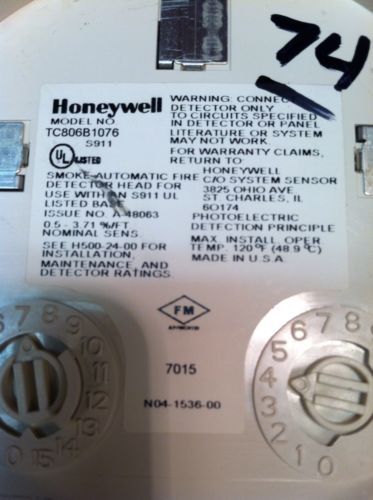 74
Honeywell
MODEL NO
TC806B1076
S911
UL LISTED
SMOKE-AUTOMATIC FIRE
DETECTOR HEAD FOR
USE WITH AN S911 UL
LISTED BASE
ISSUE NO. A-48063
0.5 - 3.71 %/FT
NOMINAL SENS.
SEE H500-24-00 FOR
INSTALLATION,
MAINTENANCE, AND
DETECTOR RATINGS.
WARNING: CONNECT
DETECTOR ONLY
TO CIRCUITS SPECIFIED
IN DETECTOR OR PANEL
LITERATURE OR SYSTEM
MAY NOT WORK.
FOR WARRANTY CLAIMS,
RETURN TO:
HONEYWELL
C/O SYSTEM SENSOR
3825 OHIO AVE.
ST. CHARLES, IL
60174
PHOTOELECTRIC
DETECTION PRINCIPLE
MAX. INSTALL. OPER.
TEMP. 120°F (48.9°C)
MADE IN U.S.A.
FM
APPROVED
7015
N04-1536-00
7 8 9 10 11 12 13 14 15 0
0 1 2 3 4 5 6 7 8